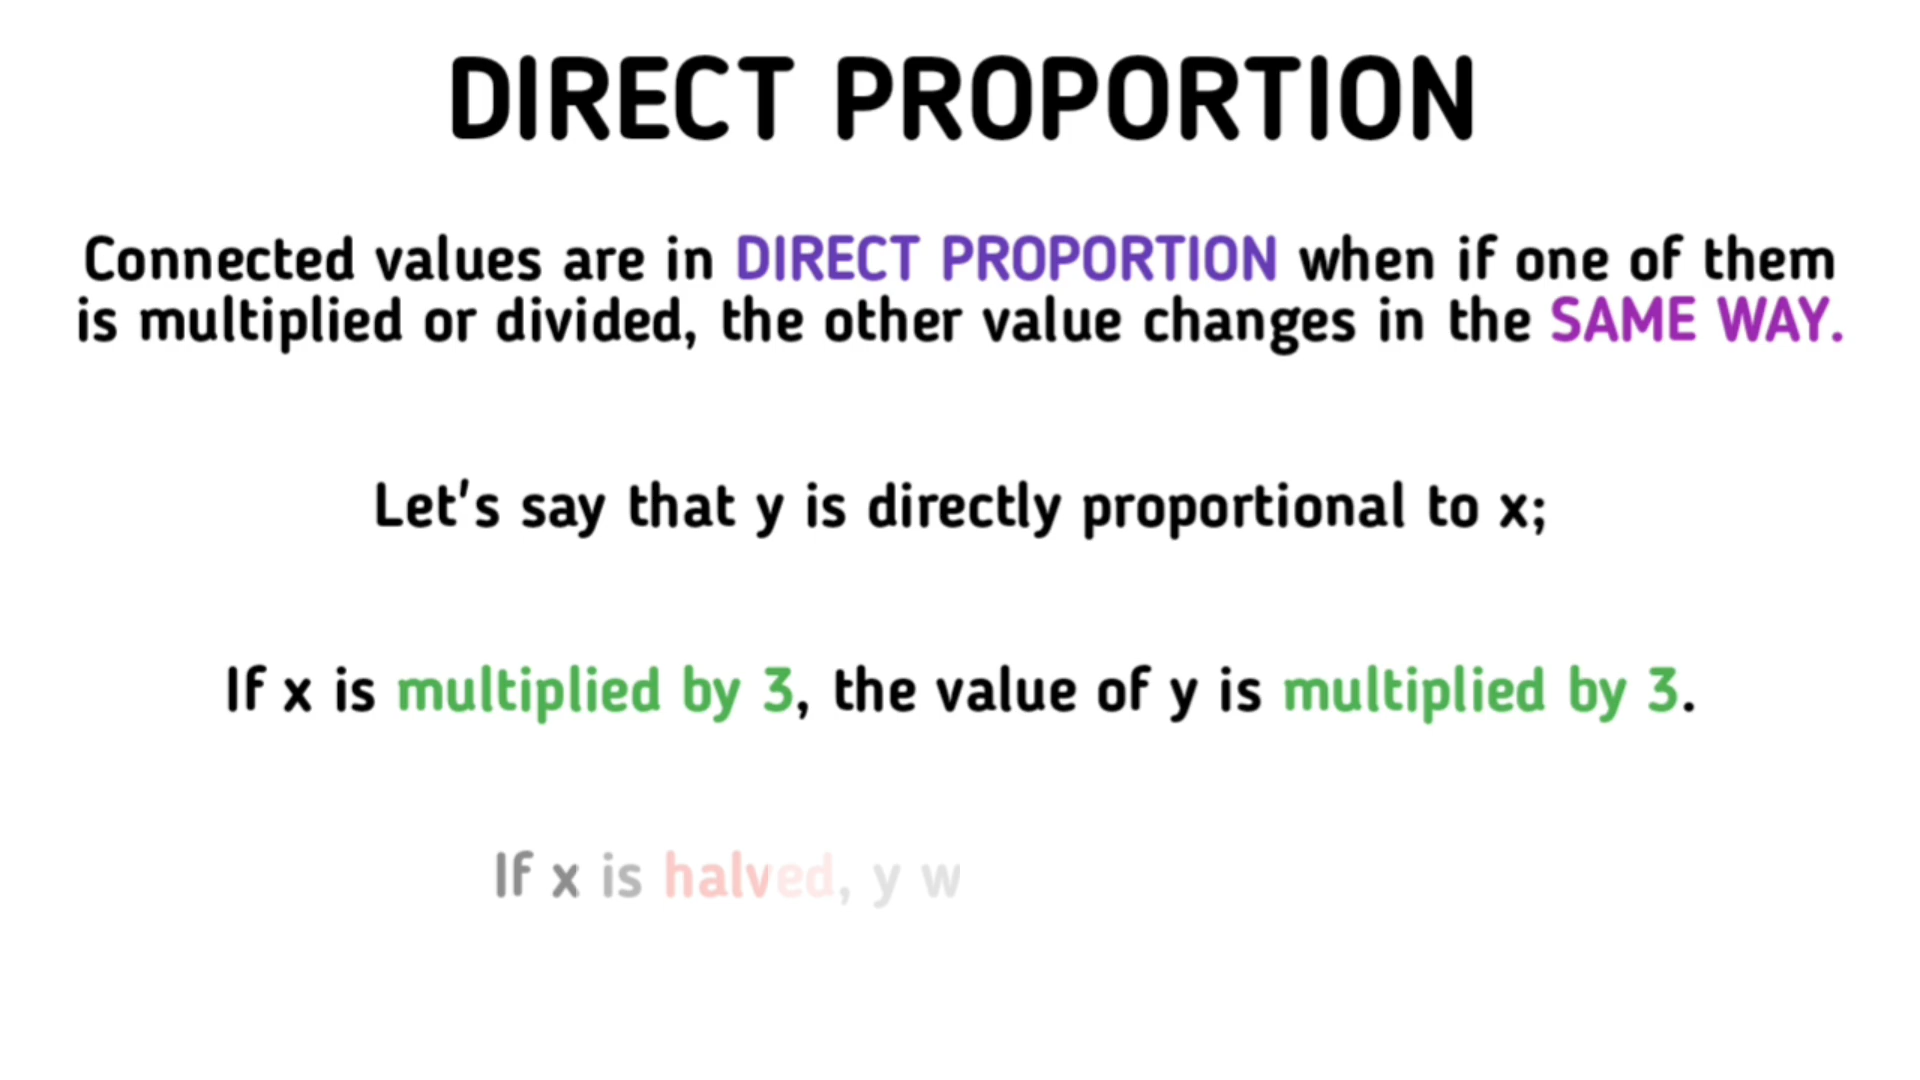 DIRECT PROPORTION
Connected values are in DIRECT PROPORTION when if one of them
is multiplied or divided, the other value changes in the SAME WAY.
Let's say that y is directly proportional to x;
If x is multiplied by 3, the value of y is multiplied by 3.
If x is halved, y w